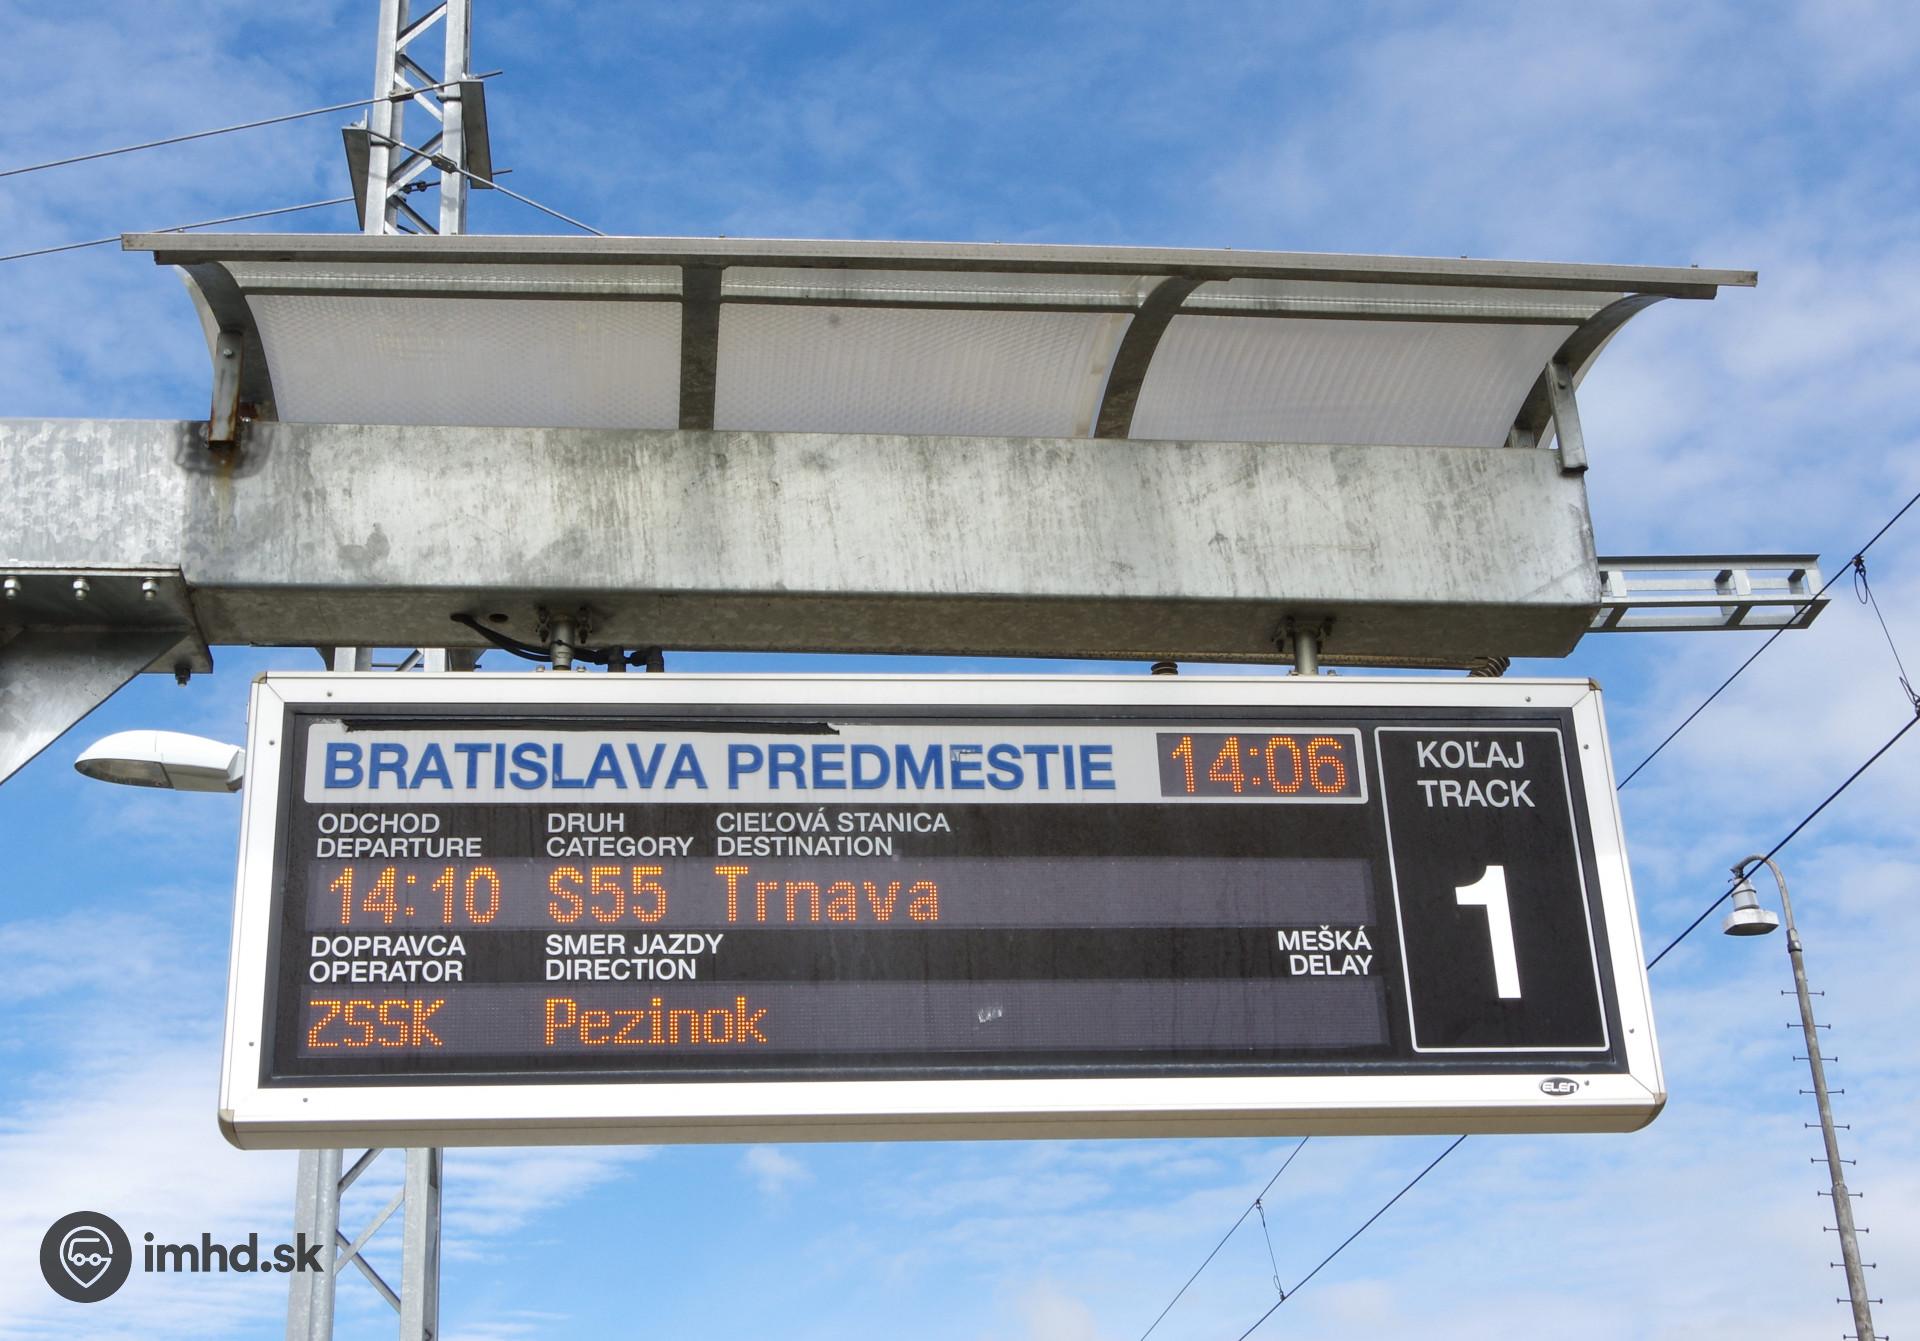 BRATISLAVA PREDMESTIE 14:06
KOĽAJ
TRACK
1
ODCHOD DRUH CIEĽOVÁ STANICA
DEPARTURE CATEGORY DESTINATION
14:10 S55 Trnava
DOPRAVCA SMER JAZDY MEŠKÁ
OPERATOR DIRECTION DELAY
ZSSK Pezinok
ELEN
imhd.sk